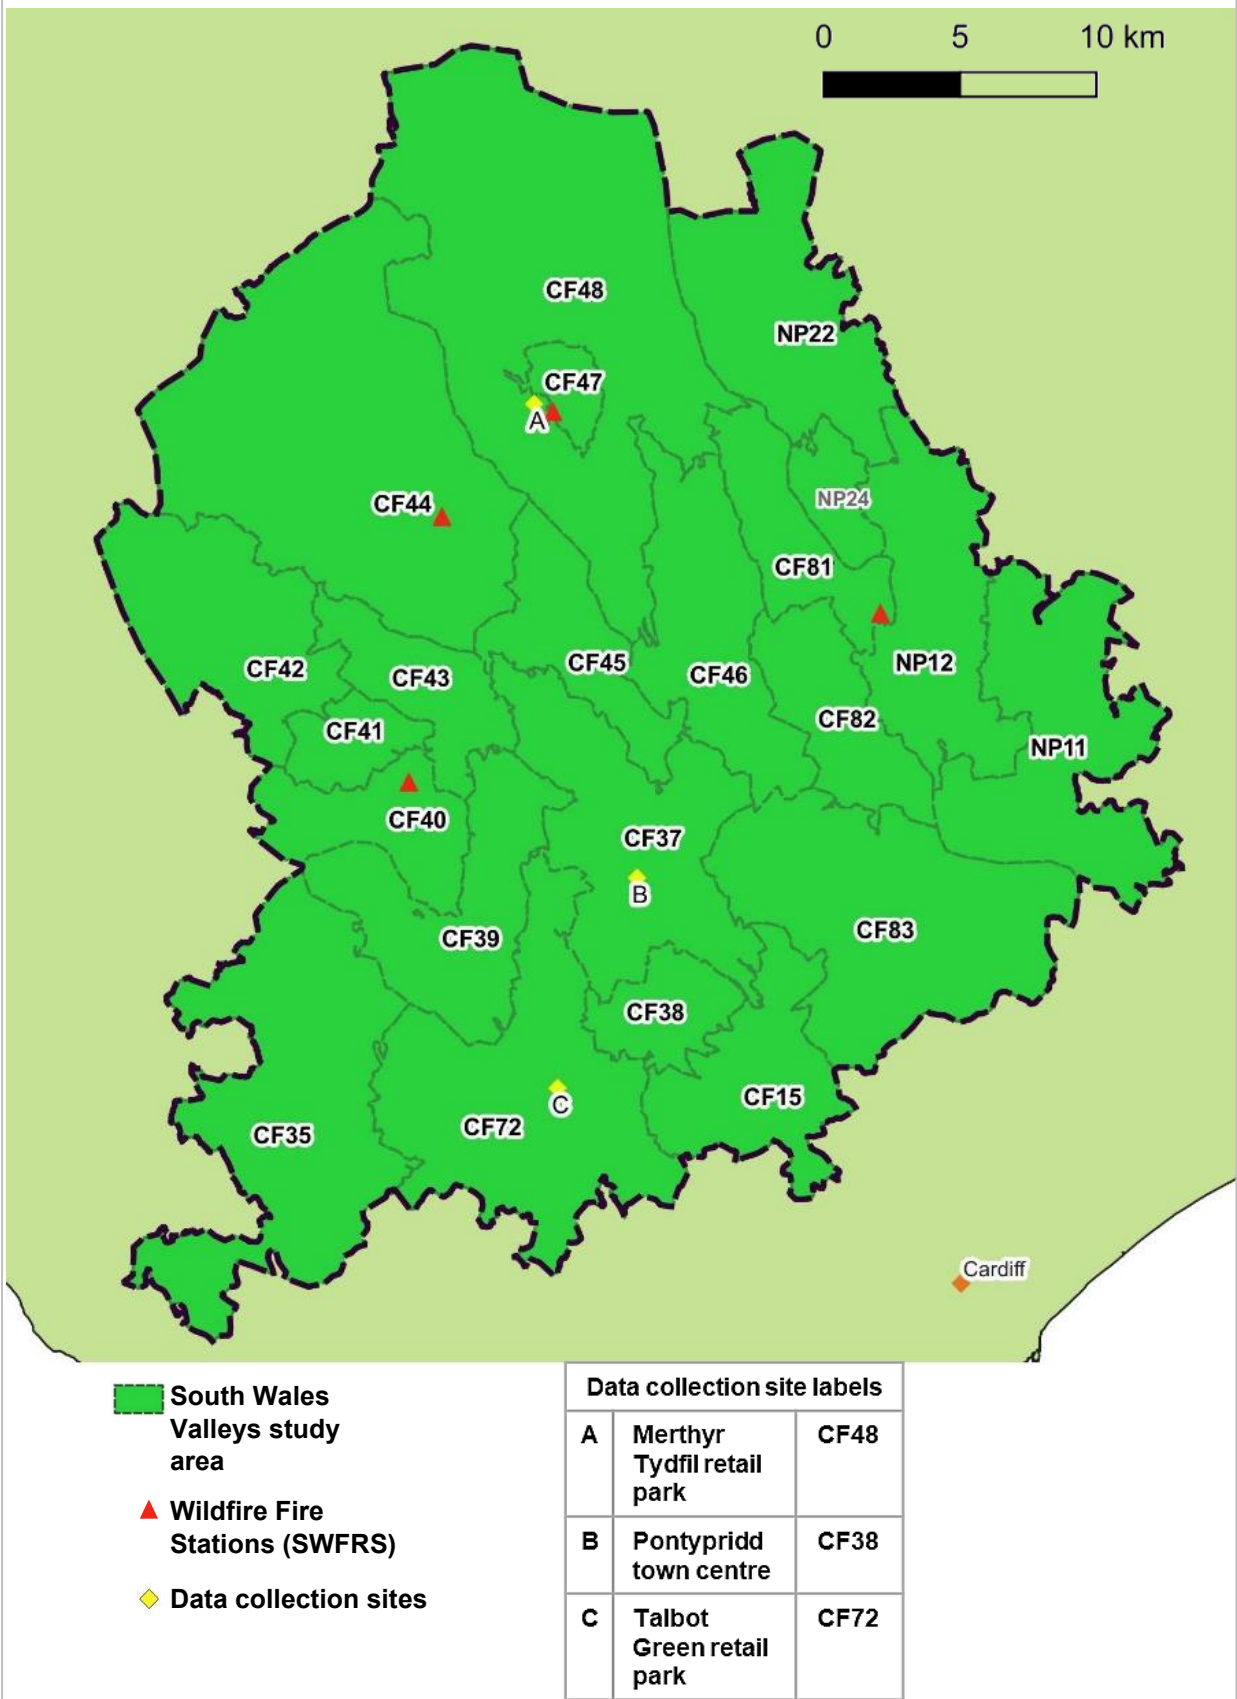 0 5 10 km
CF48
NP22
CF47
A
CF44
NP24
CF81
CF42
CF43
CF45
CF46
NP12
CF41
CF82
NP11
CF40
CF37
B
CF39
CF83
CF38
C
CF15
CF72
CF35
Cardiff
South Wales
Valleys study
area
Wildfire Fire
Stations (SWFRS)
Data collection sites
Data collection site labels
A Merthyr CF48
Tydfil retail
park
B Pontypridd CF38
town centre
C Talbot CF72
Green retail
park